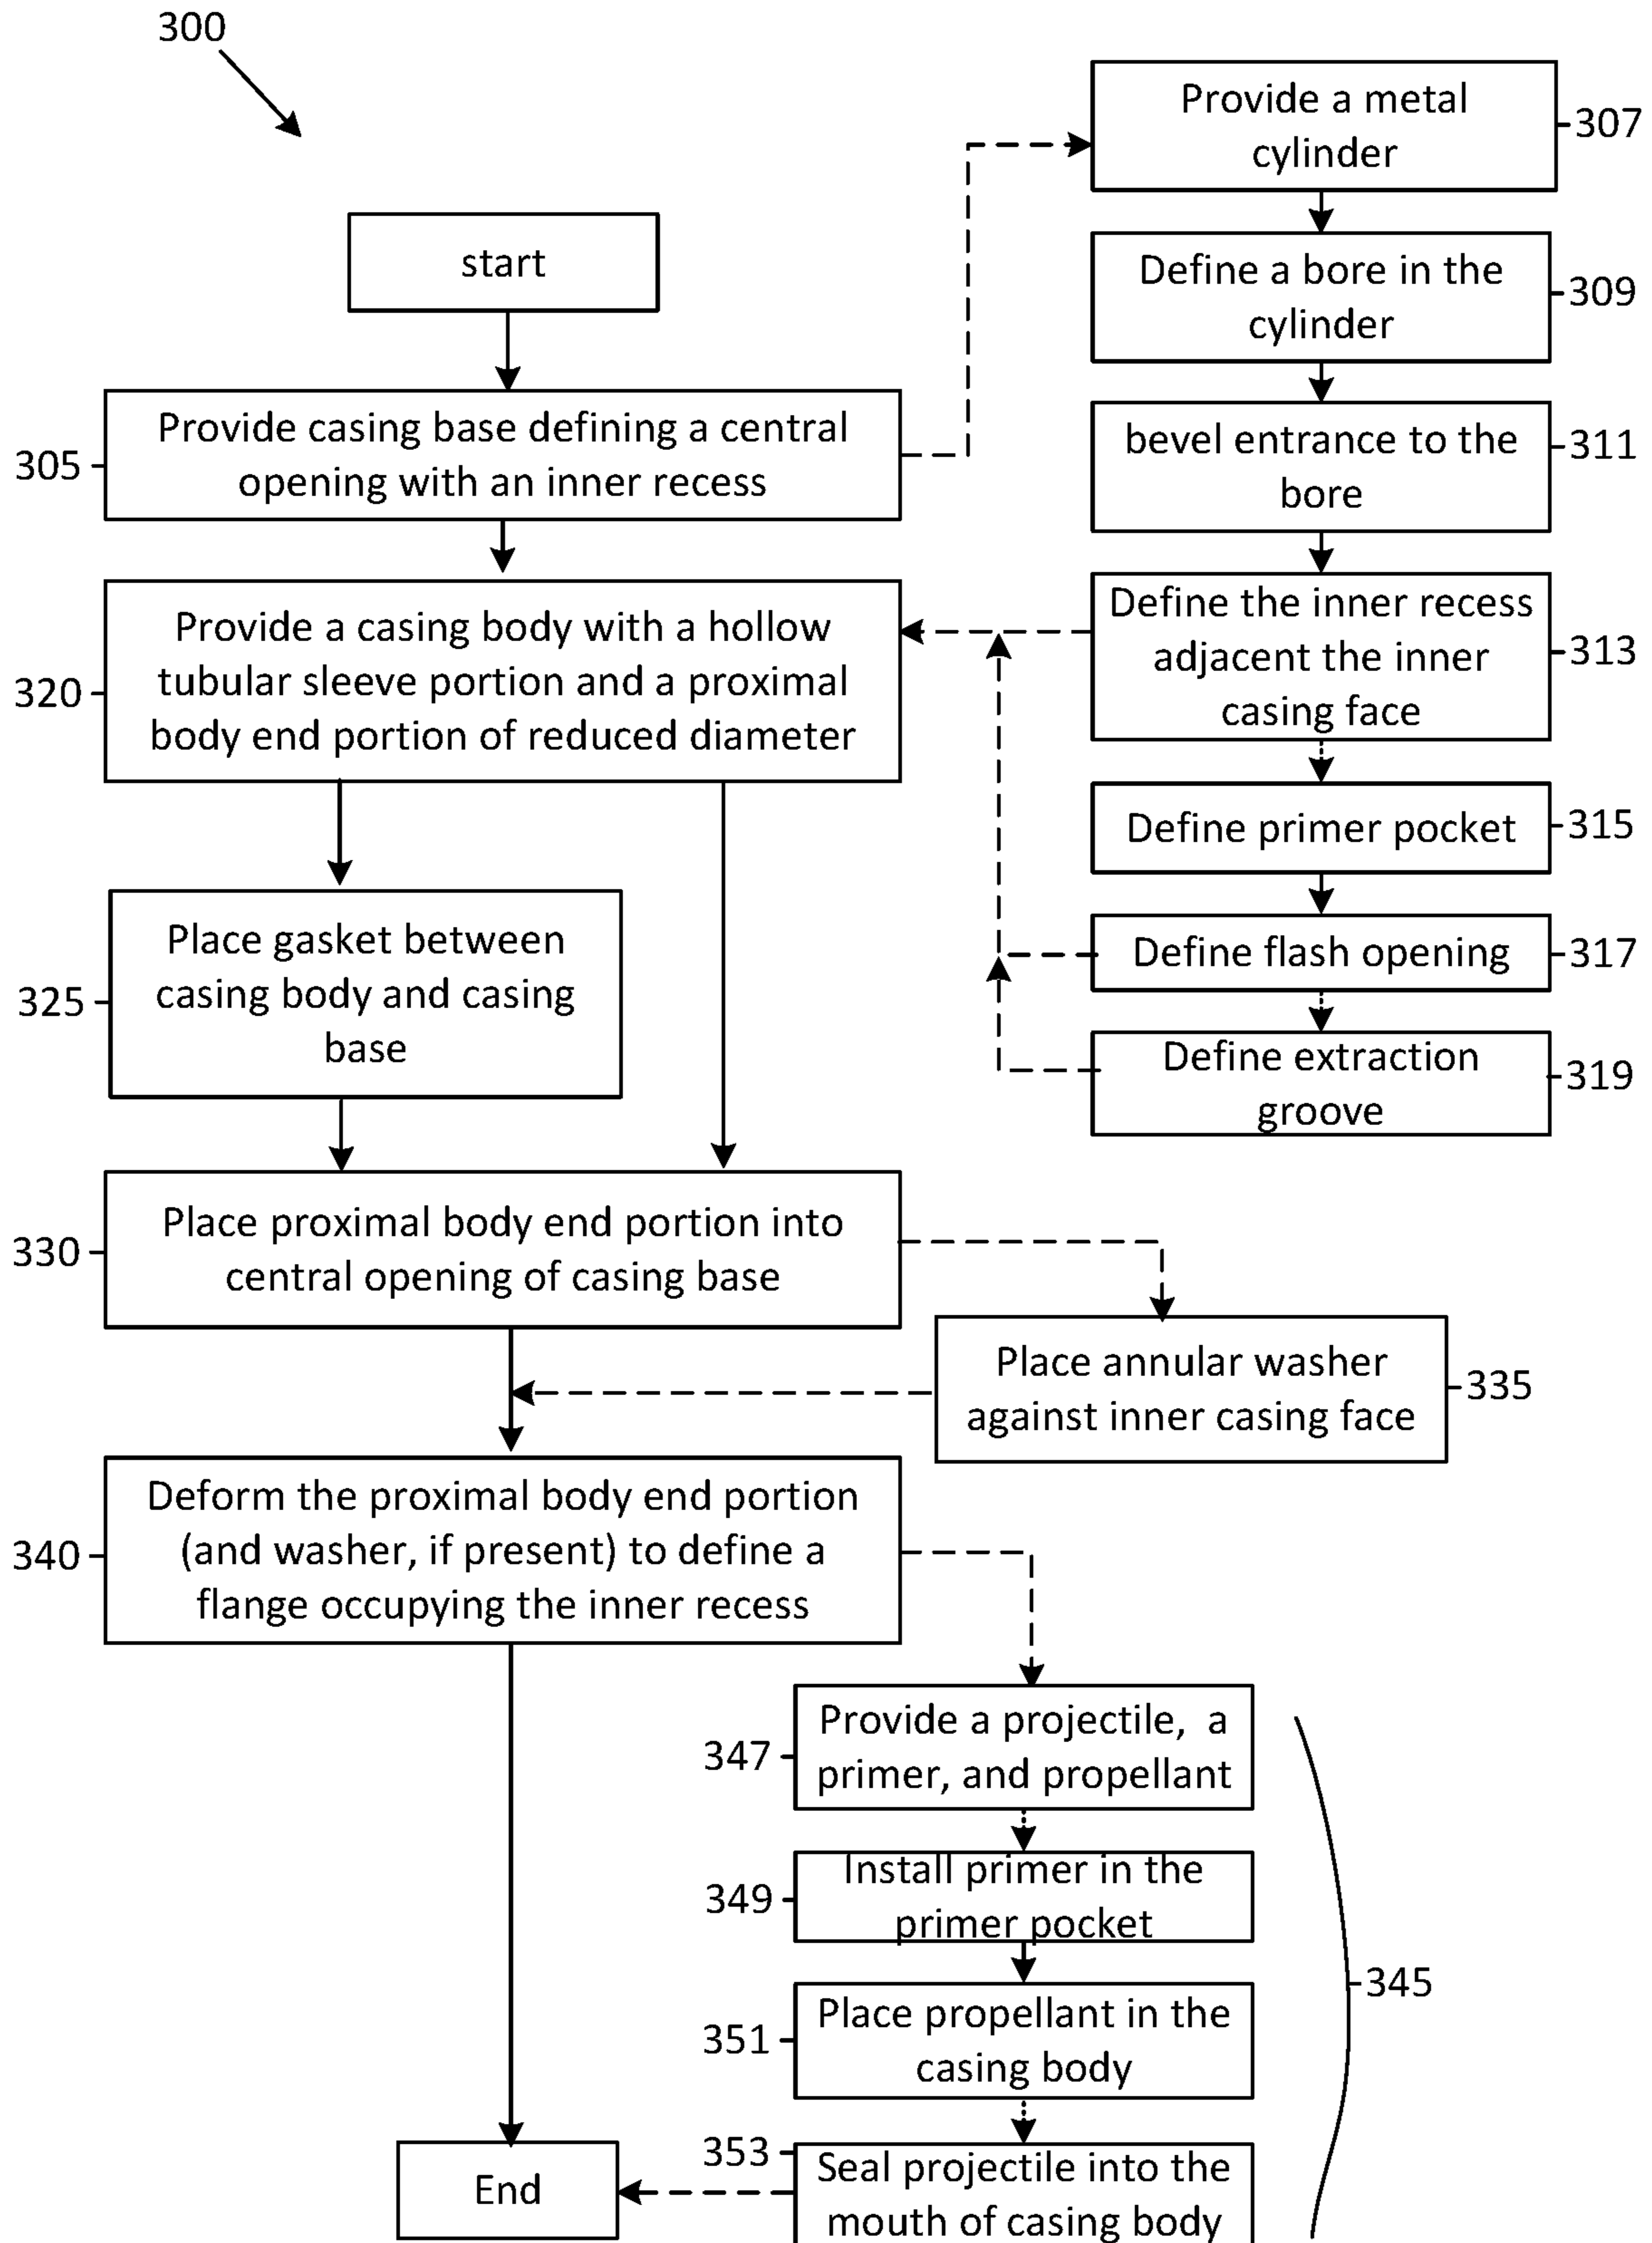 300
start
305
Provide casing base defining a central
opening with an inner recess
307
Provide a metal
cylinder
309
Define a bore in the
cylinder
311
bevel entrance to the
bore
313
Define the inner recess
adjacent the inner
casing face
315
Define primer pocket
317
Define flash opening
319
Define extraction
groove
320
Provide a casing body with a hollow
tubular sleeve portion and a proximal
body end portion of reduced diameter
325
Place gasket between
casing body and casing
base
330
Place proximal body end portion into
central opening of casing base
335
Place annular washer
against inner casing face
340
Deform the proximal body end portion
(and washer, if present) to define a
flange occupying the inner recess
345
347
Provide a projectile, a
primer, and propellant
349
Install primer in the
primer pocket
351
Place propellant in the
casing body
353
Seal projectile into the
mouth of casing body
End